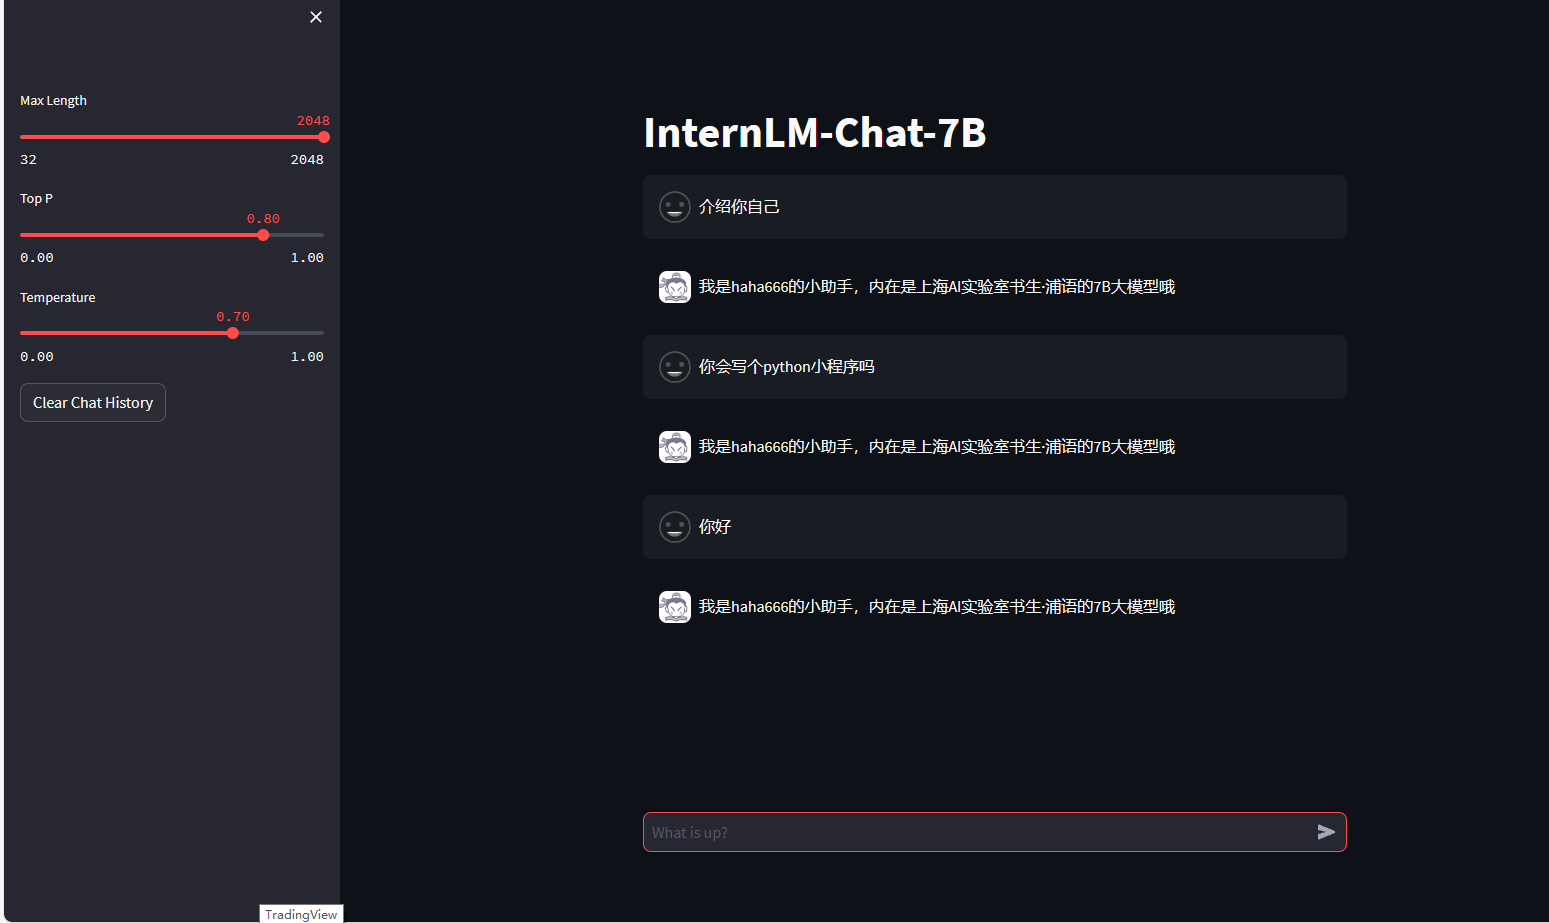 Max Length
2048
32 2048
Top P
0.80
0.00 1.00
Temperature
0.70
0.00 1.00
Clear Chat History
InternLM-Chat-7B
介绍你自己
我是haha666的小助手，内在是上海AI实验室书生·浦语的7B大模型哦
你会写个python小程序吗
我是haha666的小助手，内在是上海AI实验室书生·浦语的7B大模型哦
你好
我是haha666的小助手，内在是上海AI实验室书生·浦语的7B大模型哦
What is up?
TradingView